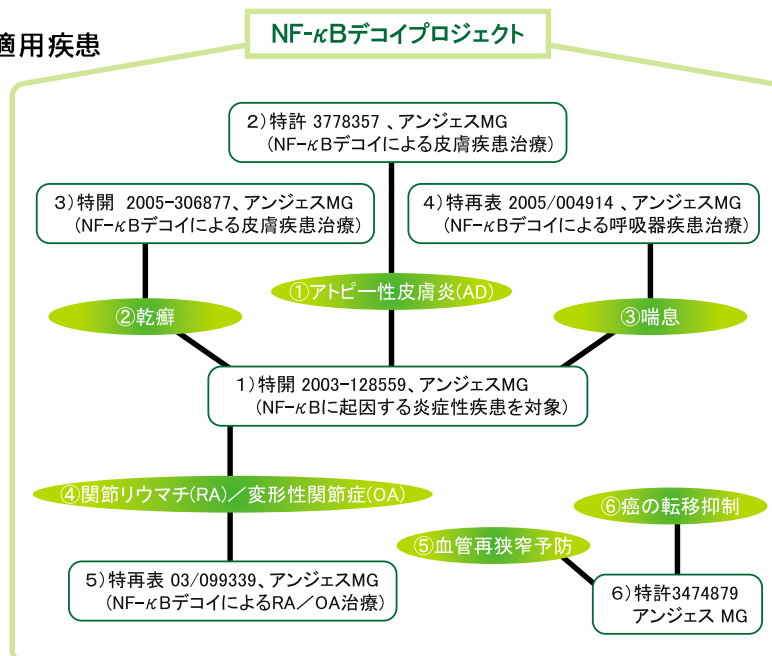 適用疾患
NF-κBデコイプロジェクト
2)特許 3778357 、アンジェスMG
(NF-κBデコイによる皮膚疾患治療)
3)特開 2005-306877、アンジェスMG
(NF-κBデコイによる皮膚疾患治療)
4)特再表 2005/004914 、アンジェスMG
(NF-κBデコイによる呼吸器疾患治療)
①アトピー性皮膚炎(AD)
②乾癬
③喘息
1)特開 2003-128559、アンジェスMG
(NF-κBに起因する炎症性疾患を対象)
④関節リウマチ(RA)／変形性関節症(OA)
⑥癌の転移抑制
⑤血管再狭窄予防
5)特再表 03/099339、アンジェスMG
(NF-κBデコイによるRA／OA治療)
6)特許3474879
アンジェス MG